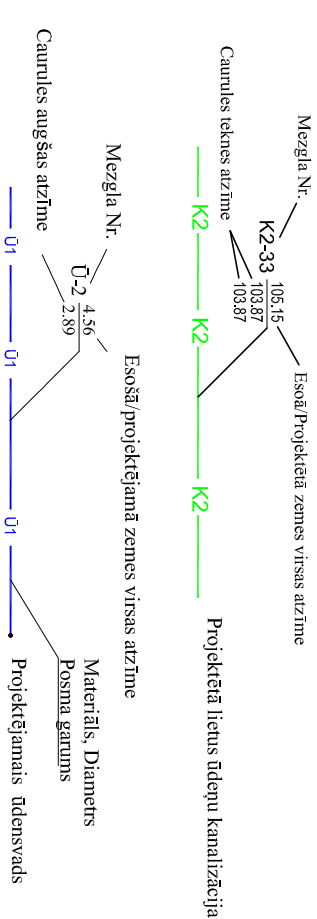 Mezgla Nr.
K2-33
105.15
103.87
103.87
Esoā/Projektētā zemes virsas atzīme
Caurules teknes atzīme
K2 K2 K2
Projektētā lietus ūdeņu kanalizācija
Mezgla Nr.
Ū-2
4.56
2.89
Esošā/projektējamā zemes virsas atzīme
Caurules augšas atzīme
Materiāls, Diametrs
Posma garums
Ū1 Ū1 Ū1
Projektējamais ūdensvads